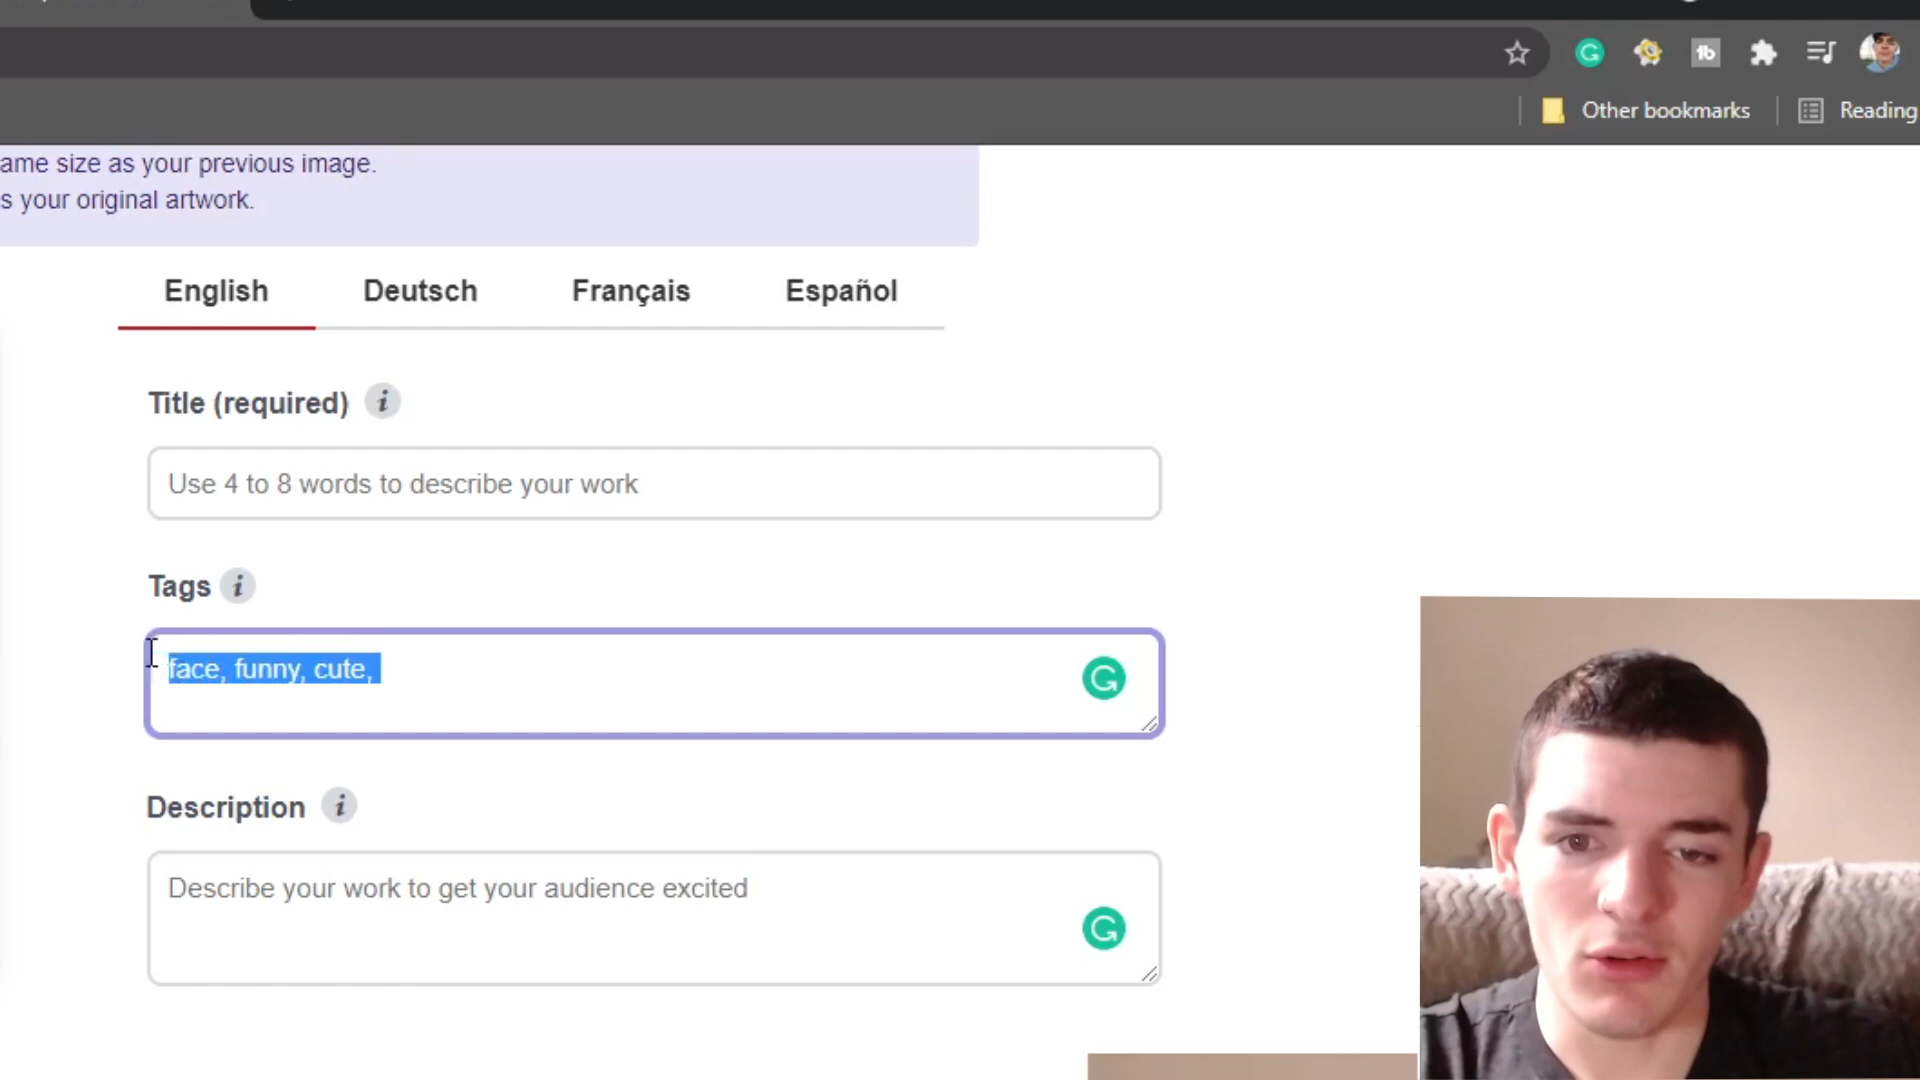 Other bookmarks
Reading
ame size as your previous image.
s your original artwork.
English Deutsch Français Español
Title (required) i
Use 4 to 8 words to describe your work
Tags i
face, funny, cute,
Description i
Describe your work to get your audience excited